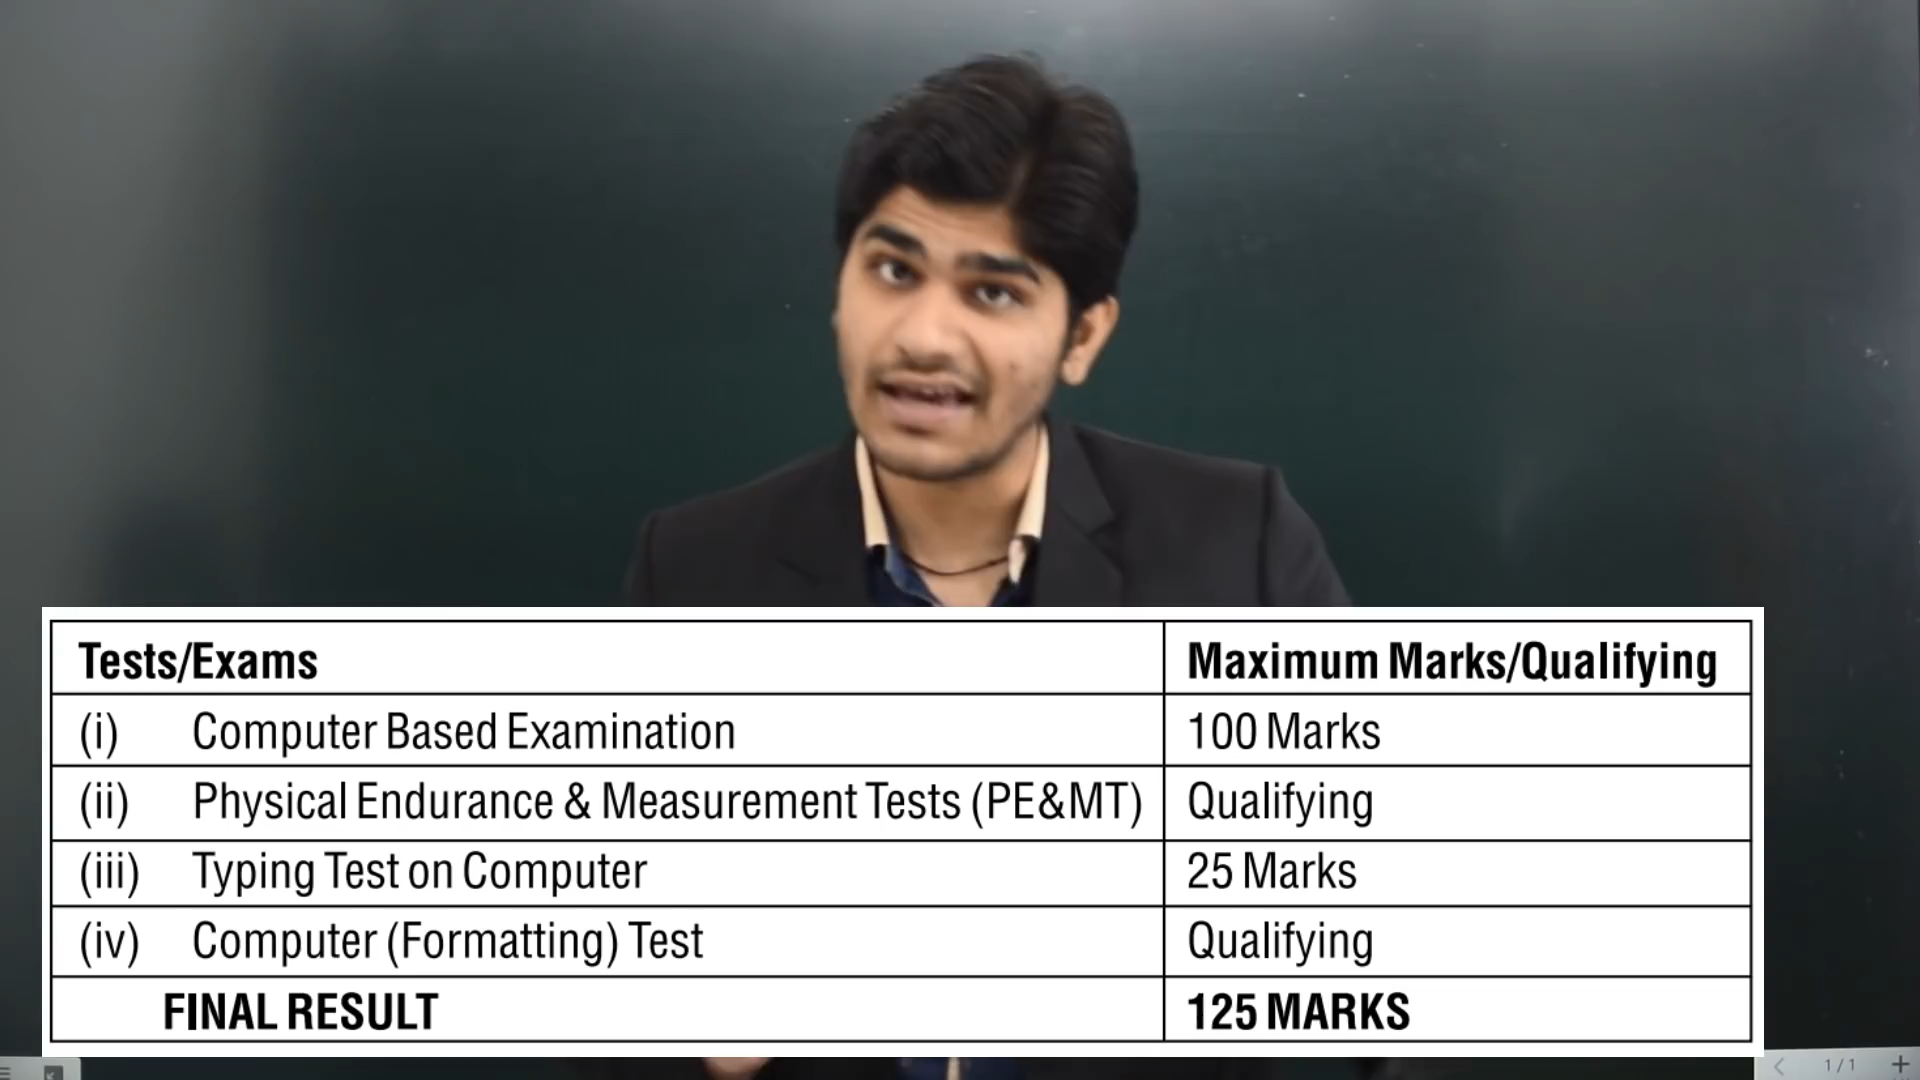 Tests/Exams Maximum Marks/Qualifying
(i) Computer Based Examination 100 Marks
(ii) Physical Endurance & Measurement Tests (PE&MT) Qualifying
(iii) Typing Test on Computer 25 Marks
(iv) Computer (Formatting) Test Qualifying
FINAL RESULT 125 MARKS
1/1